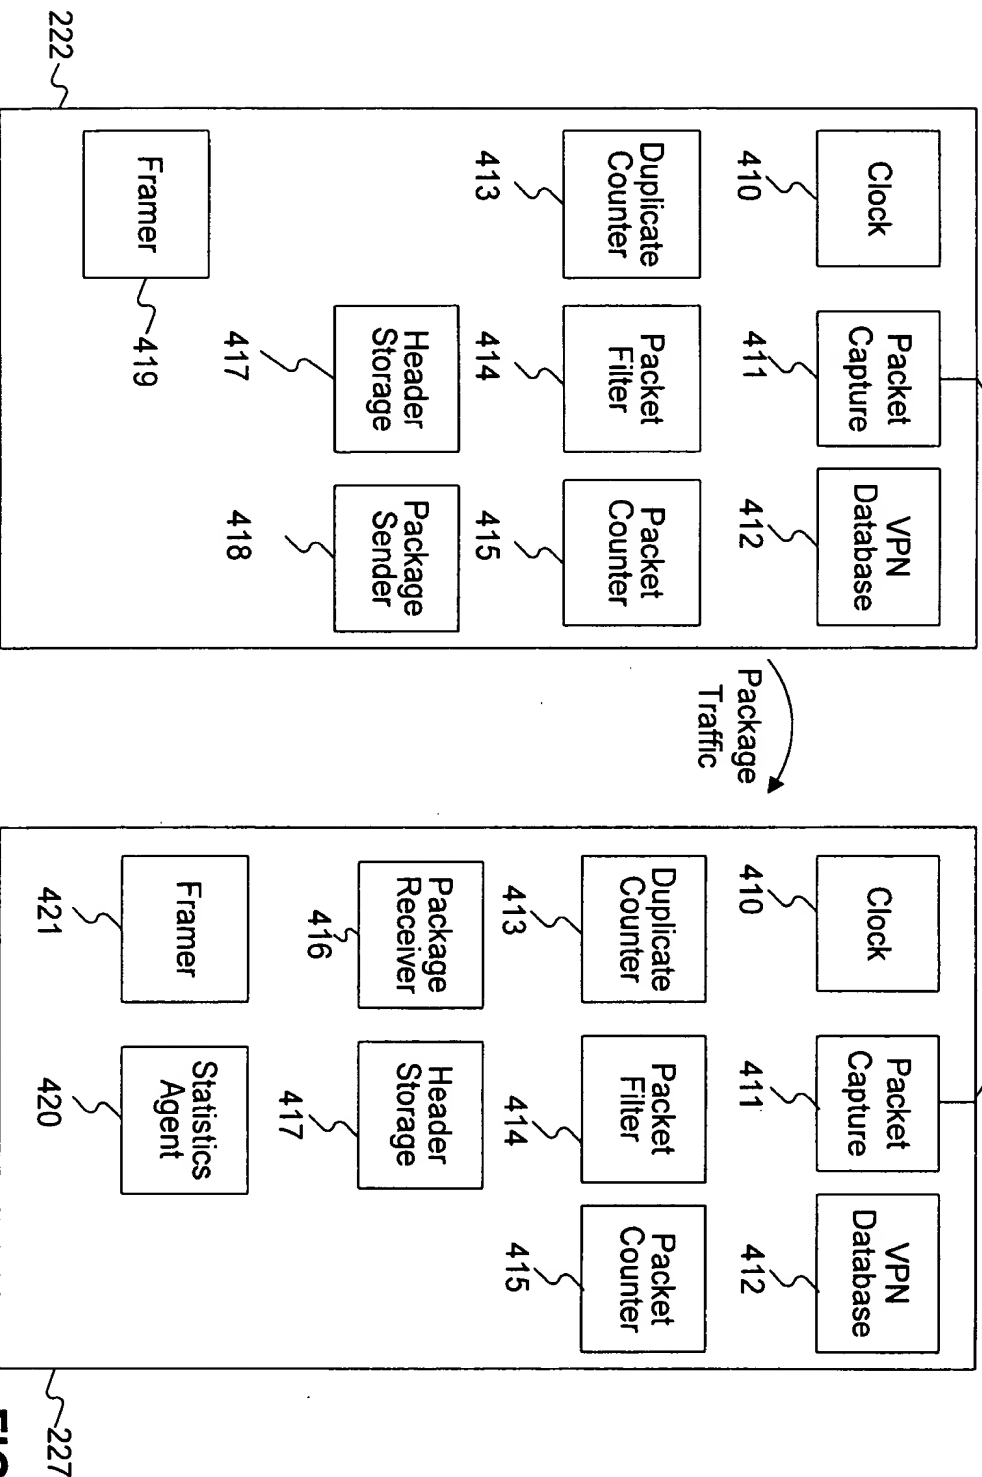 222
Clock
410
Packet
Capture
411
VPN
Database
412
Duplicate
Counter
413
Packet
Filter
414
Packet
Counter
415
Header
Storage
417
Package
Sender
418
Framer
419
Package
Traffic
Clock
410
Packet
Capture
411
VPN
Database
412
Duplicate
Counter
413
Packet
Filter
414
Packet
Counter
415
Package
Receiver
416
Header
Storage
417
Framer
421
Statistics
Agent
420
227